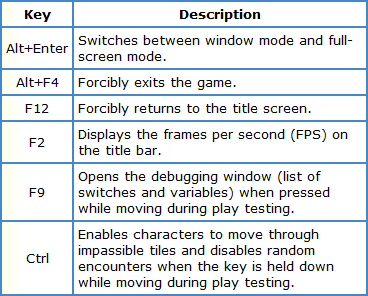 Key Description
Alt+Enter Switches between window mode and full-
screen mode.
Alt+F4 Forcibly exits the game.
F12 Forcibly returns to the title screen.
F2 Displays the frames per second (FPS) on
the title bar.
F9 Opens the debugging window (list of
switches and variables) when pressed
while moving during play testing.
Ctrl Enables characters to move through
impassible tiles and disables random
encounters when the key is held down
while moving during play testing.